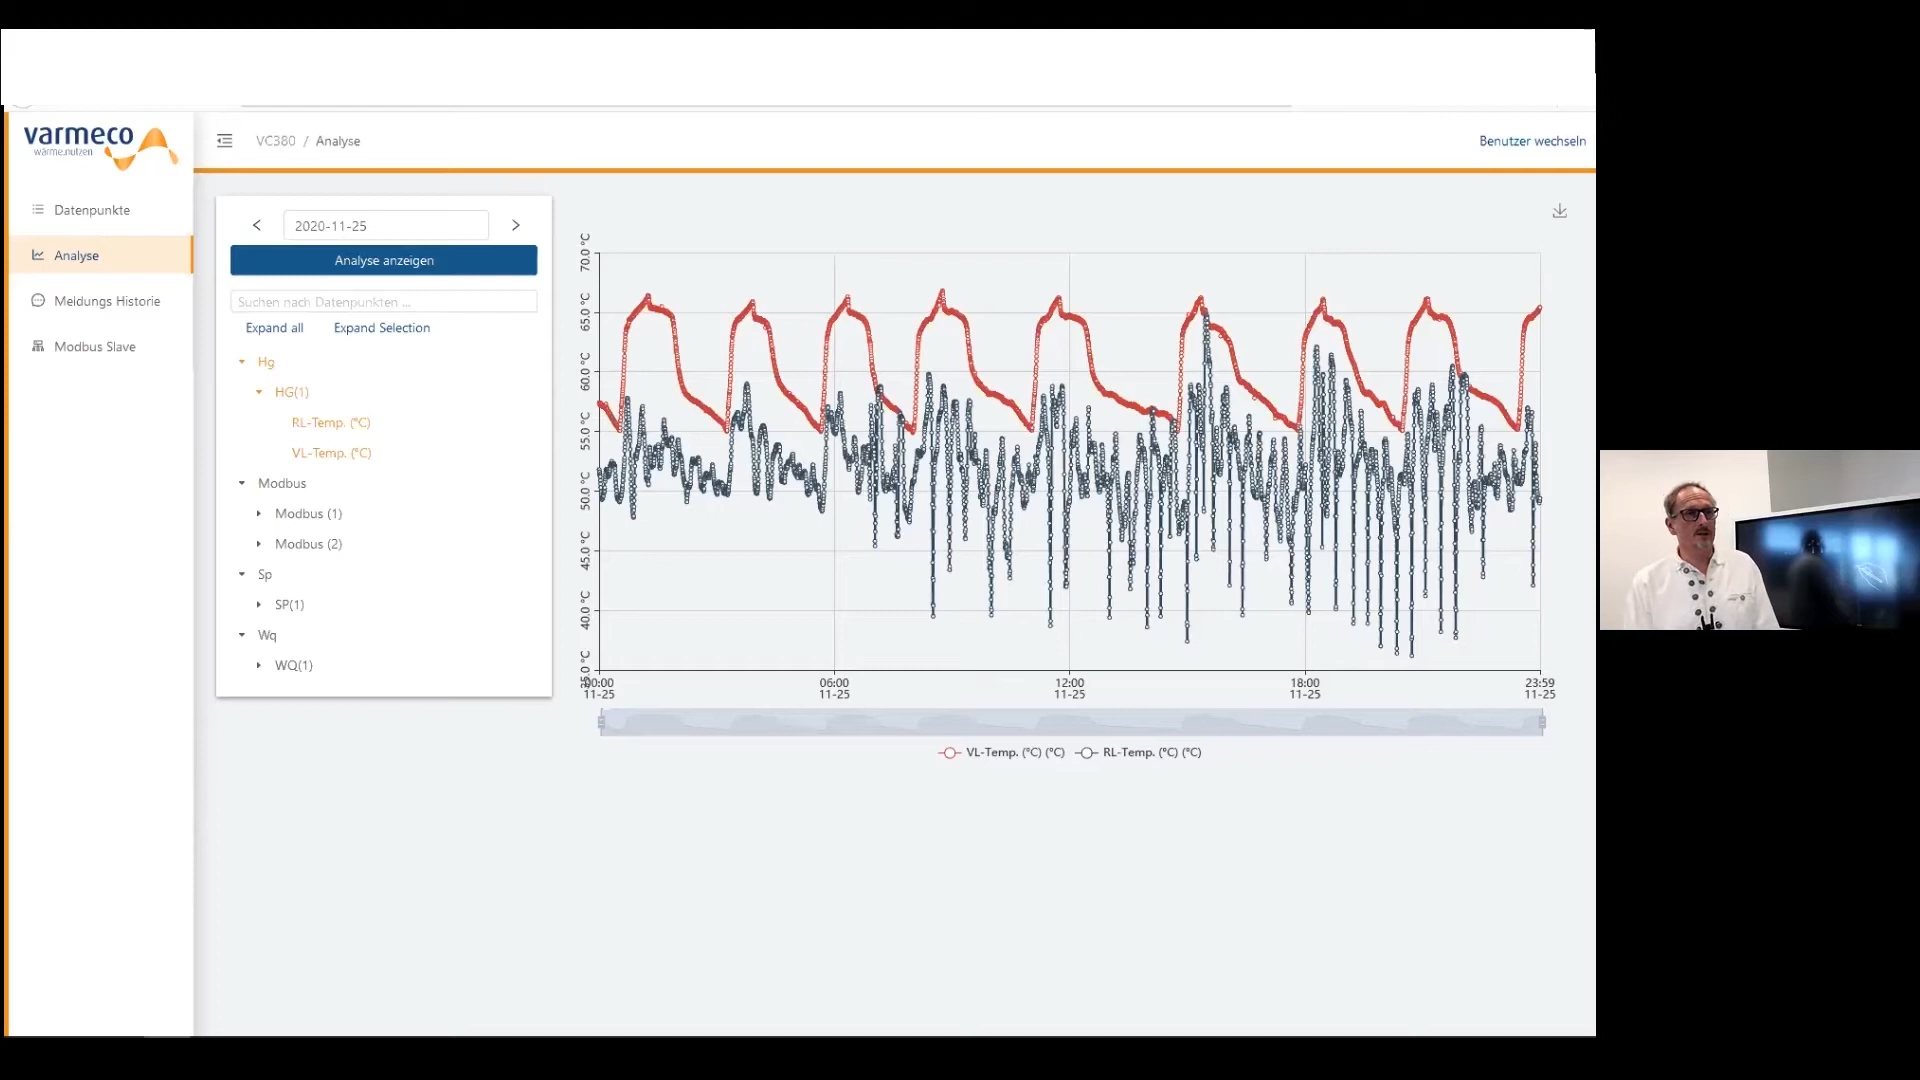 varmeco
wärme.nutzen
VC380 / Analyse
Benutzer wechseln
Datenpunkte
Analyse
Meldungs Historie
Modbus Slave
2020-11-25
Analyse anzeigen
Suchen nach Datenpunkten ...
Expand all
Expand Selection
Hg
HG(1)
RL-Temp. (°C)
VL-Temp. (°C)
Modbus
Modbus (1)
Modbus (2)
Sp
SP(1)
Wq
WQ(1)
70.0 °C
65.0 °C
60.0 °C
55.0 °C
50.0 °C
45.0 °C
40.0 °C
35.0 °C
00:00
11-25
06:00
11-25
12:00
11-25
18:00
11-25
23:59
11-25
VL-Temp. (°C) (°C)
RL-Temp. (°C) (°C)